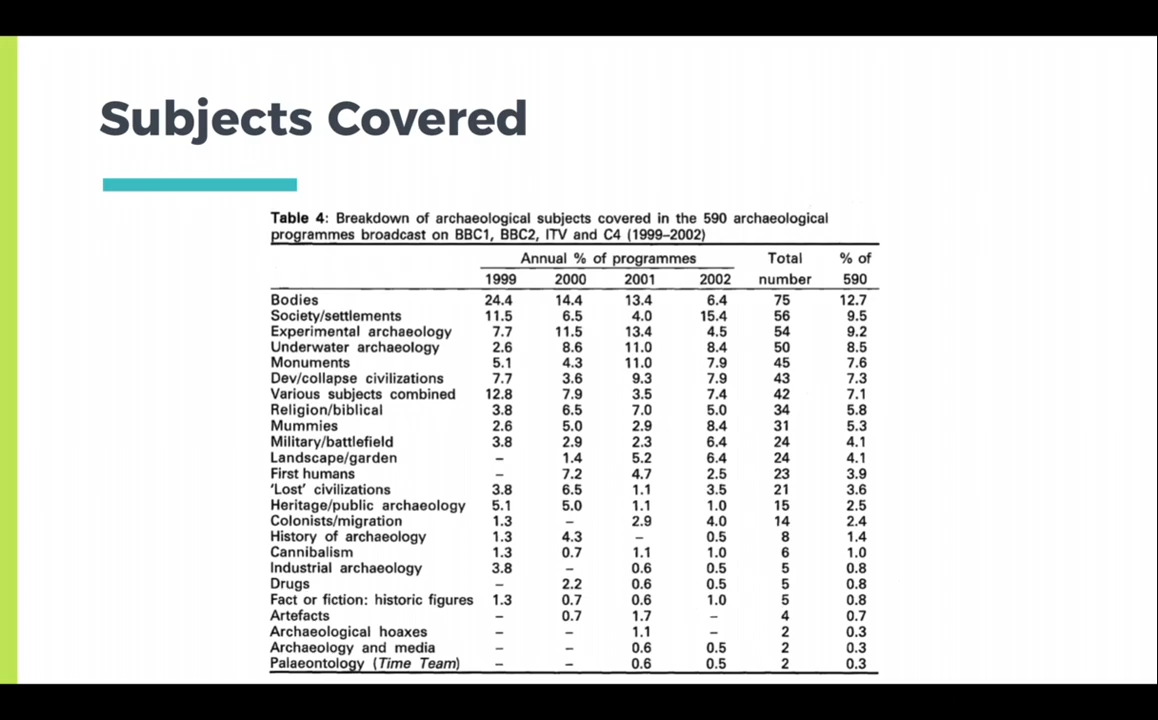 Subjects Covered
Table 4: Breakdown of archaeological subjects covered in the 590 archaeological
programmes broadcast on BBC1, BBC2, ITV and C4 (1999–2002)
Annual % of programmes Total % of
1999 2000 2001 2002 number 590
Bodies 24.4 14.4 13.4 6.4 75 12.7
Society/settlements 11.5 6.5 4.0 15.4 56 9.5
Experimental archaeology 7.7 11.5 13.4 4.5 54 9.2
Underwater archaeology 2.6 8.6 11.0 8.4 50 8.5
Monuments 5.1 4.3 11.0 7.9 45 7.6
Dev/collapse civilizations 7.7 3.6 9.3 7.9 43 7.3
Various subjects combined 12.8 7.9 3.5 7.4 42 7.1
Religion/biblical 3.8 6.5 7.0 5.0 34 5.8
Mummies 2.6 5.0 2.9 8.4 31 5.3
Military/battlefield 3.8 2.9 2.3 6.4 24 4.1
Landscape/garden – 1.4 5.2 6.4 24 4.1
First humans – 7.2 4.7 2.5 23 3.9
'Lost' civilizations 3.8 6.5 1.1 3.5 21 3.6
Heritage/public archaeology 5.1 5.0 1.1 1.0 15 2.5
Colonists/migration 1.3 – 2.9 4.0 14 2.4
History of archaeology 1.3 4.3 – 0.5 8 1.4
Cannibalism 1.3 0.7 1.1 1.0 6 1.0
Industrial archaeology 3.8 – 0.6 0.5 5 0.8
Drugs – 2.2 0.6 0.5 5 0.8
Fact or fiction: historic figures 1.3 0.7 0.6 1.0 5 0.8
Artefacts – 0.7 1.7 – 4 0.7
Archaeological hoaxes – – 1.1 – 2 0.3
Archaeology and media – – 0.6 0.5 2 0.3
Palaeontology (Time Team) – – 0.6 0.5 2 0.3